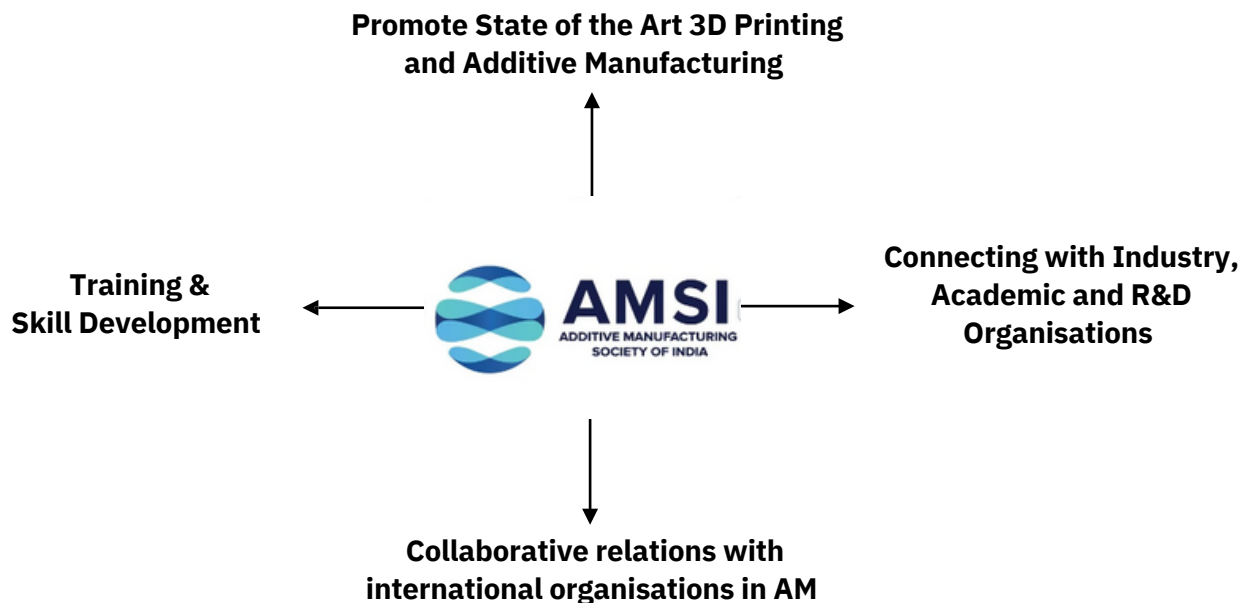 Promote State of the Art 3D Printing
and Additive Manufacturing
Training &
Skill Development
AMSI
ADDITIVE MANUFACTURING
SOCIETY OF INDIA
Connecting with Industry,
Academic and R&D
Organisations
Collaborative relations with
international organisations in AM